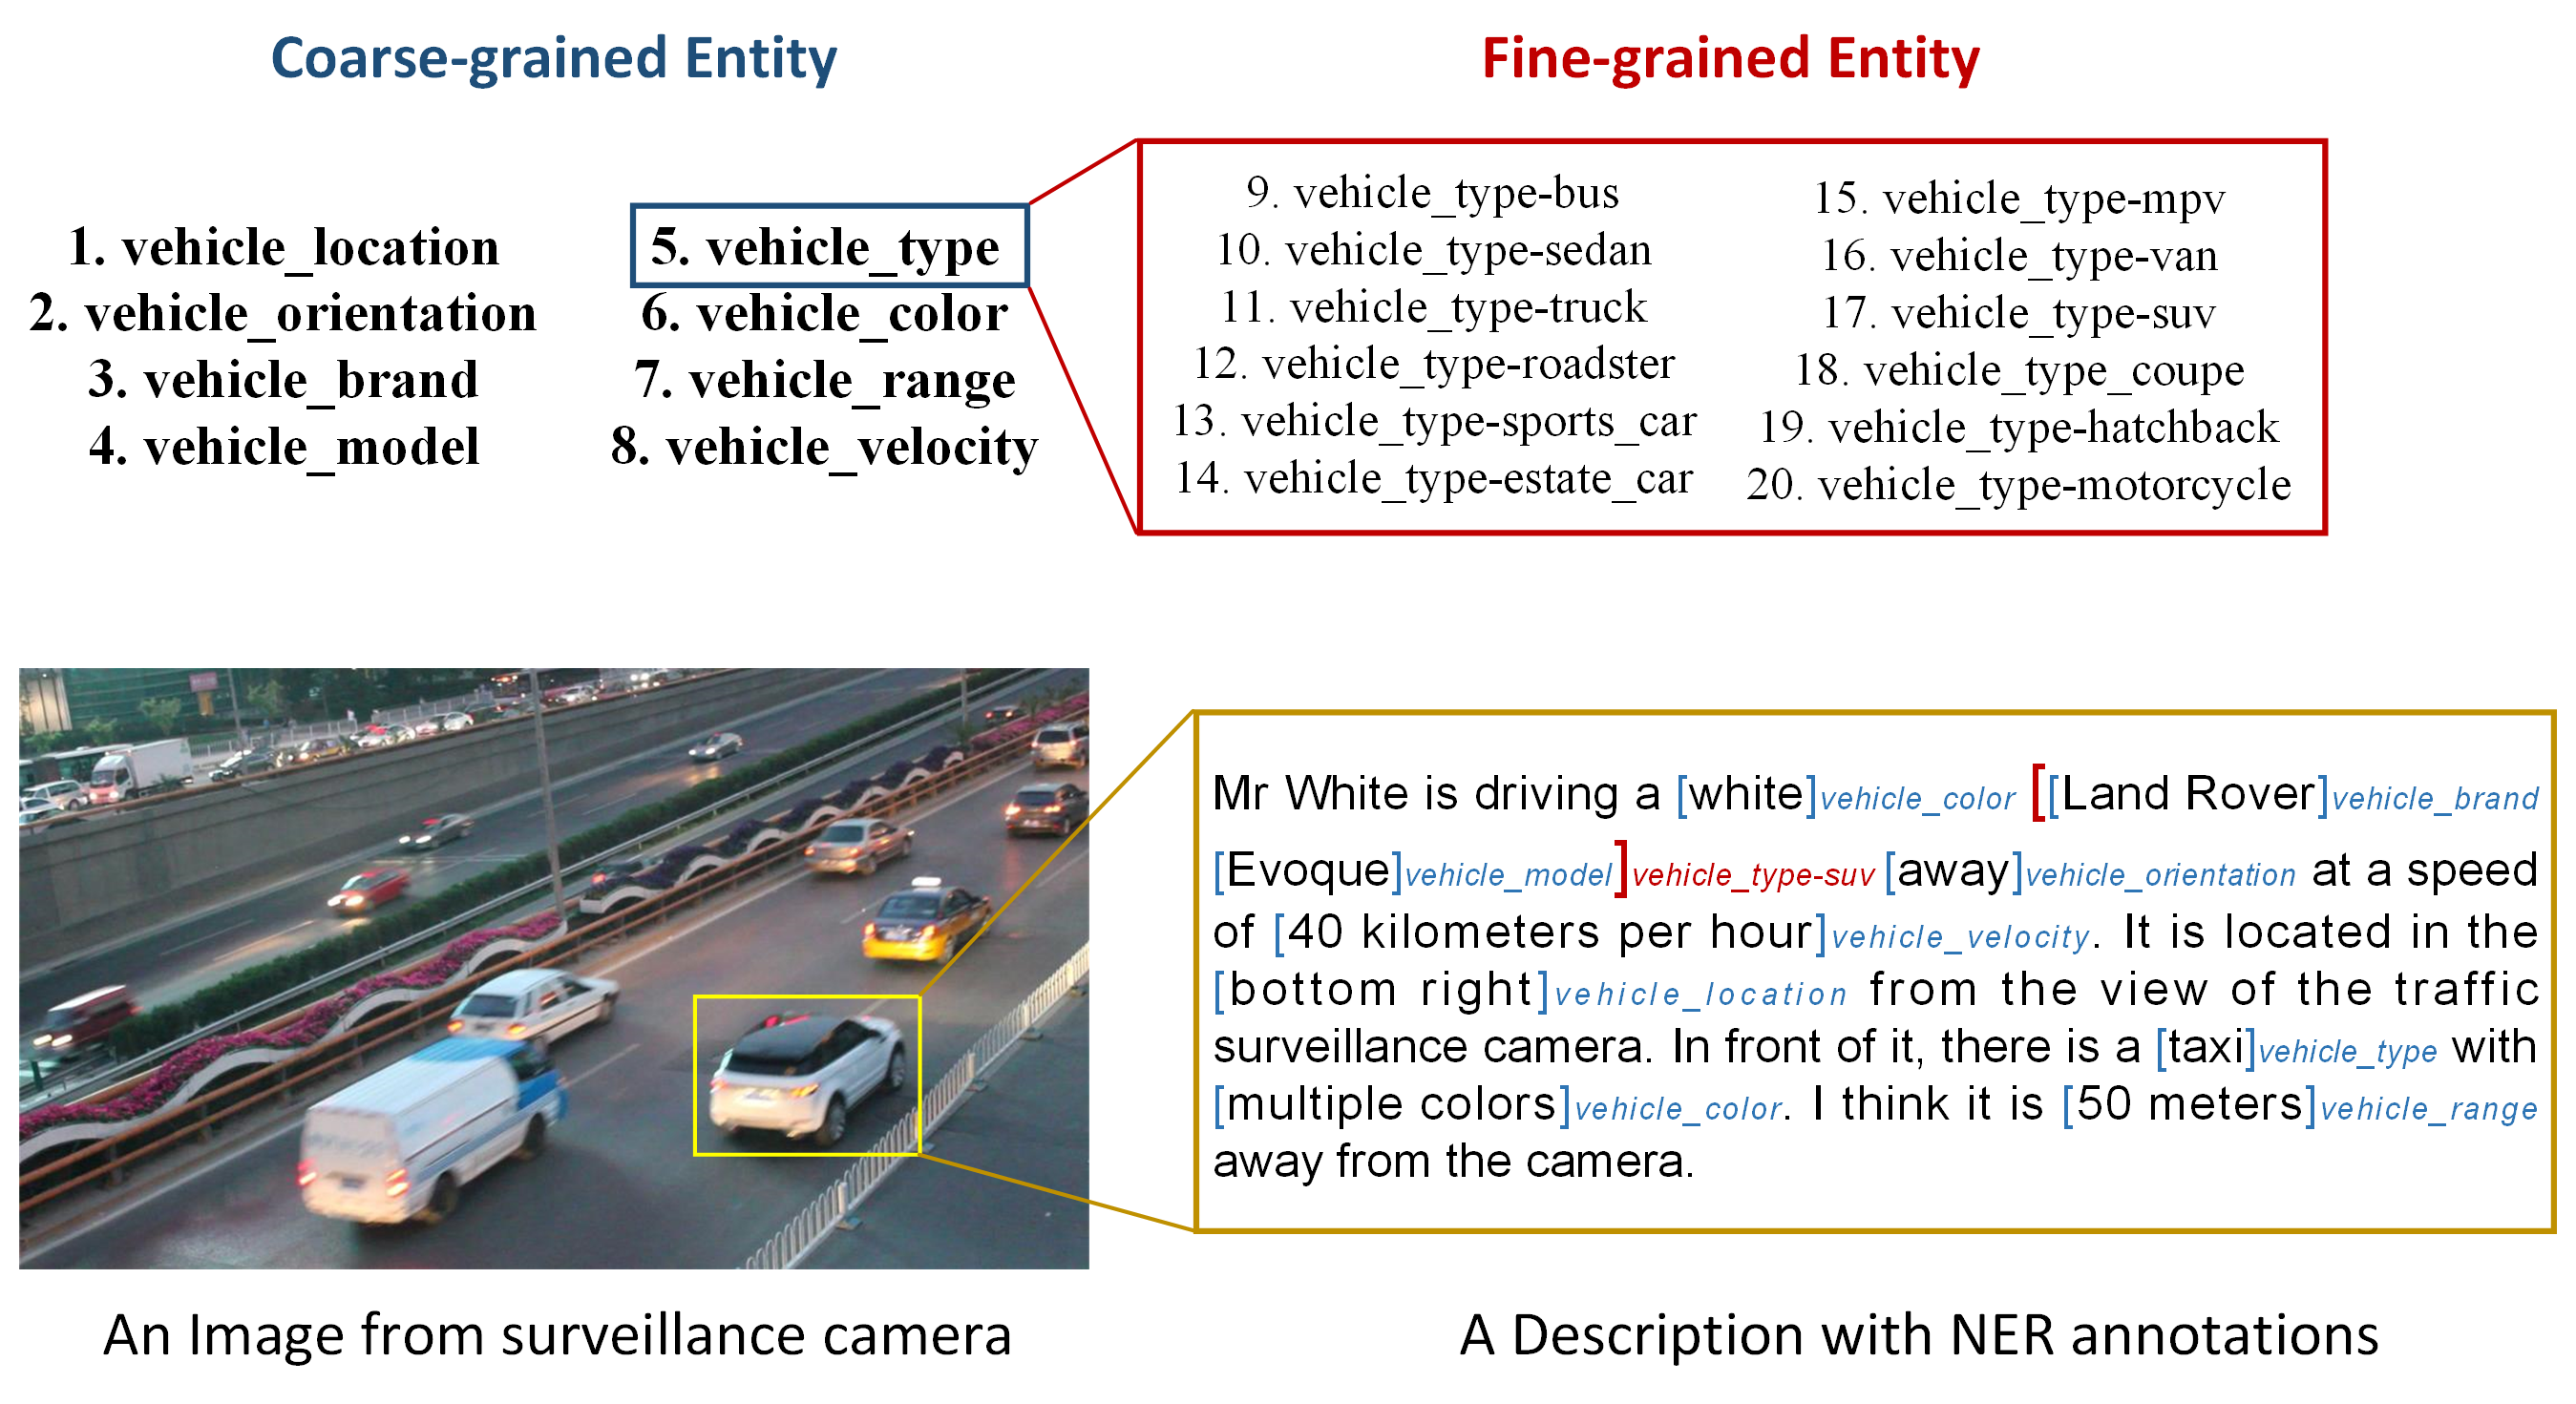 Coarse-grained Entity
Fine-grained Entity
1. vehicle_location
2. vehicle_orientation
3. vehicle_brand
4. vehicle_model
5. vehicle_type
6. vehicle_color
7. vehicle_range
8. vehicle_velocity
9. vehicle_type-bus
10. vehicle_type-sedan
11. vehicle_type-truck
12. vehicle_type-roadster
13. vehicle_type-sports_car
14. vehicle_type-estate_car
15. vehicle_type-mpv
16. vehicle_type-van
17. vehicle_type-suv
18. vehicle_type_coupe
19. vehicle_type-hatchback
20. vehicle_type-motorcycle
Mr White is driving a [white]vehicle_color [[Land Rover]vehicle_brand
[Evoque]vehicle_model]vehicle_type-suv [away]vehicle_orientation at a speed
of [40 kilometers per hour]vehicle_velocity. It is located in the
[bottom right]vehicle_location from the view of the traffic
surveillance camera. In front of it, there is a [taxi]vehicle_type with
[multiple colors]vehicle_color. I think it is [50 meters]vehicle_range
away from the camera.
An Image from surveillance camera
A Description with NER annotations